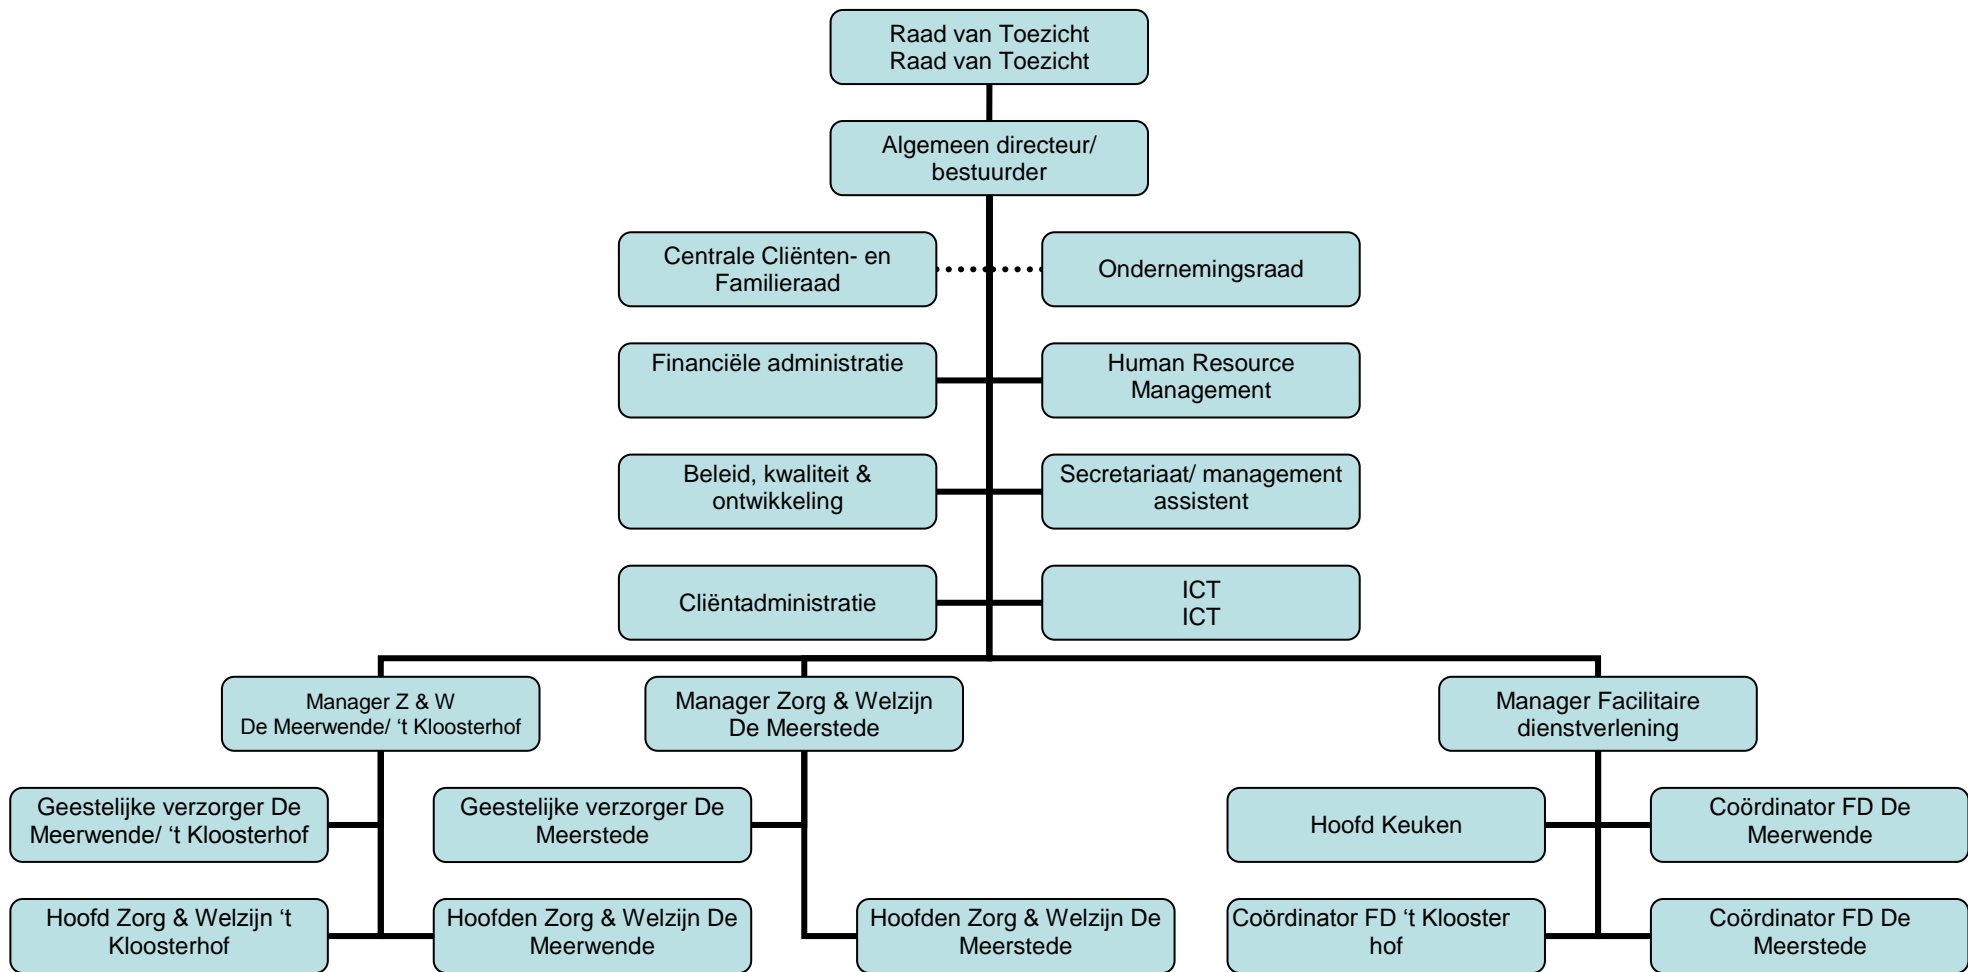 Raad van Toezicht
Raad van Toezicht
Algemeen directeur/
bestuurder
Centrale Cliënten- en
Familieraad
Ondernemingsraad
Financiële administratie
Human Resource
Management
Beleid, kwaliteit &
ontwikkeling
Secretariaat/ management
assistent
Cliëntadministratie
ICT
ICT
Manager Z & W
De Meerwende/ ‘t Kloosterhof
Manager Zorg & Welzijn
De Meerstede
Manager Facilitaire
dienstverlening
Geestelijke verzorger De
Meerwende/ ‘t Kloosterhof
Geestelijke verzorger De
Meerstede
Hoofd Keuken
Coördinator FD De
Meerwende
Hoofd Zorg & Welzijn ‘t
Kloosterhof
Hoofden Zorg & Welzijn De
Meerwende
Hoofden Zorg & Welzijn De
Meerstede
Coördinator FD ‘t Klooster
hof
Coördinator FD De
Meerstede